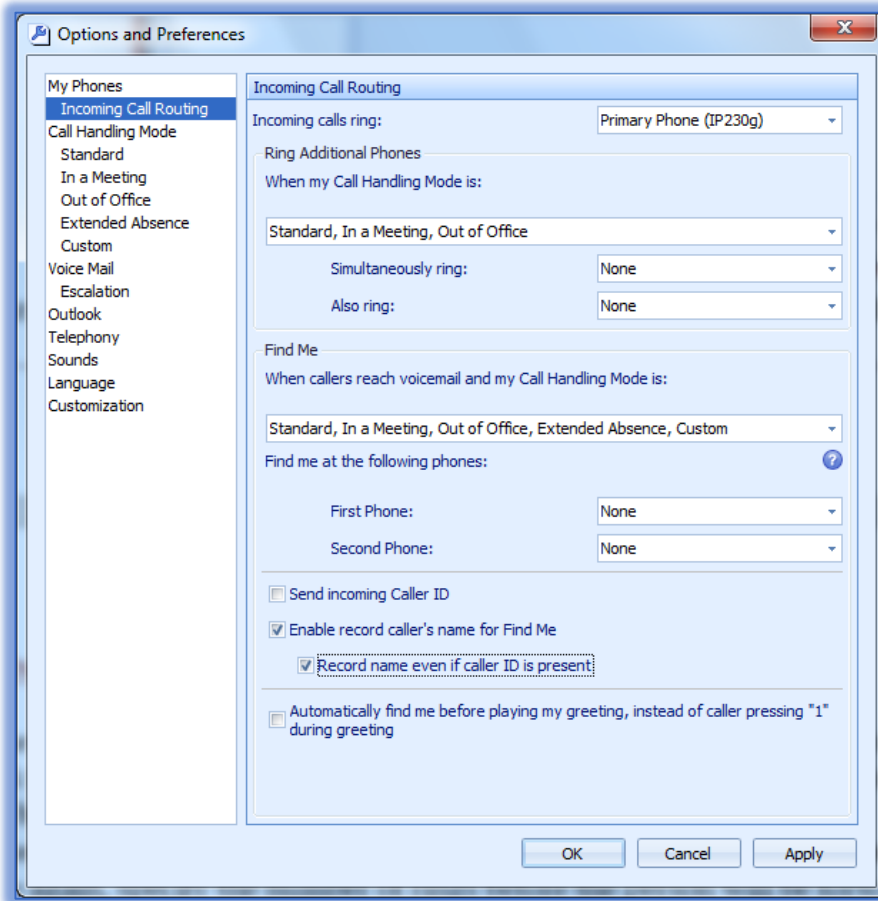 Options and Preferences
X
My Phones
Incoming Call Routing
Call Handling Mode
Standard
In a Meeting
Out of Office
Extended Absence
Custom
Voice Mail
Escalation
Outlook
Telephony
Sounds
Language
Customization
Incoming Call Routing
Incoming calls ring: Primary Phone (IP230g)
Ring Additional Phones
When my Call Handling Mode is:
Standard, In a Meeting, Out of Office
Simultaneously ring: None
Also ring: None
Find Me
When callers reach voicemail and my Call Handling Mode is:
Standard, In a Meeting, Out of Office, Extended Absence, Custom
Find me at the following phones: ?
First Phone: None
Second Phone: None
Send incoming Caller ID
Enable record caller's name for Find Me
Record name even if caller ID is present
Automatically find me before playing my greeting, instead of caller pressing "1"
during greeting
OK Cancel Apply